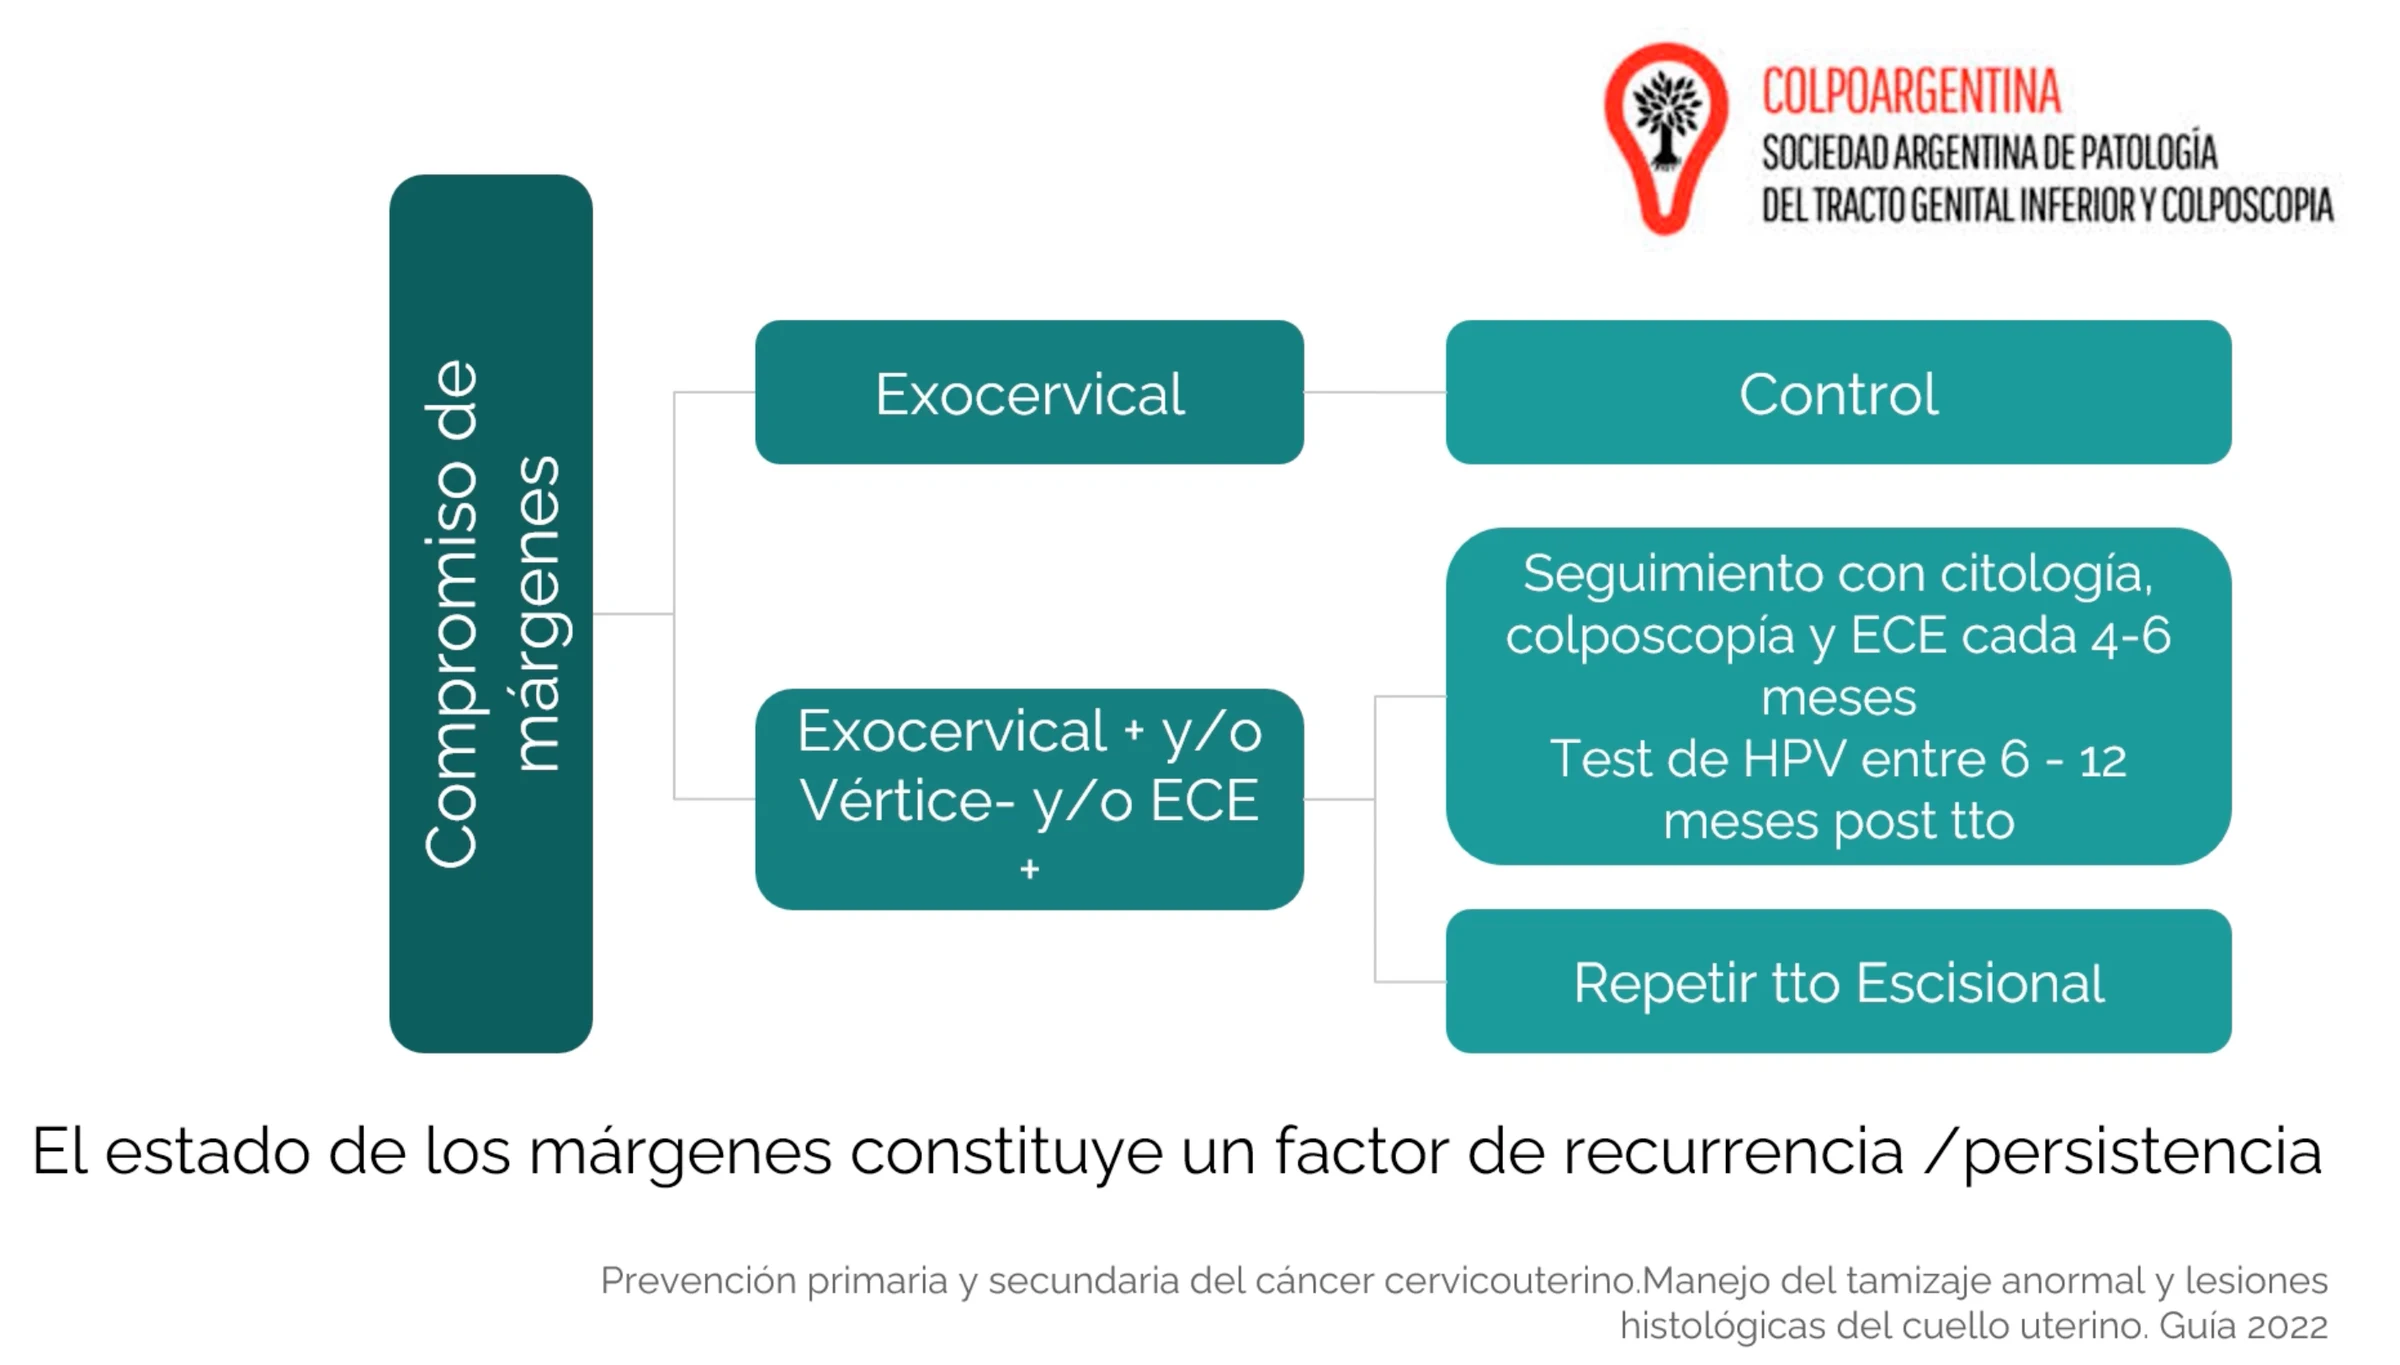 COLPOARGENTINA
SOCIEDAD ARGENTINA DE PATOLOGÍA
DEL TRACTO GENITAL INFERIOR Y COLPOSCOPIA
Compromiso de
márgenes
Exocervical
Control
Exocervical + y/o
Vértice- y/o ECE
+
Seguimiento con citología,
colposcopía y ECE cada 4-6
meses
Test de HPV entre 6 - 12
meses post tto
Repetir tto Escisional
El estado de los márgenes constituye un factor de recurrencia /persistencia
Prevención primaria y secundaria del cáncer cervicouterino.Manejo del tamizaje anormal y lesiones
histológicas del cuello uterino. Guía 2022